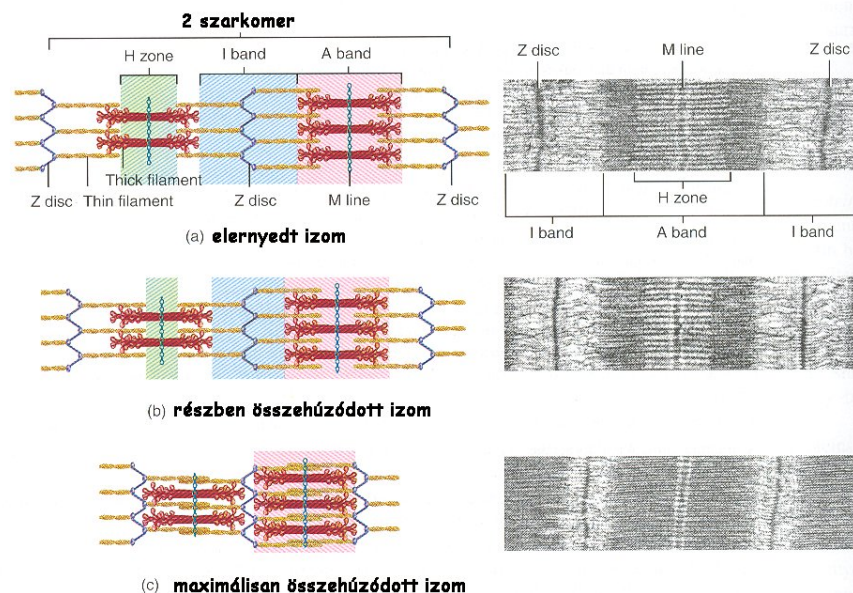 2 szarkomer
H zone
I band
A band
Z disc
M line
Z disc
Thick filament
Z disc
Thin filament
Z disc
M line
Z disc
H zone
I band
A band
I band
(a) elernyedt izom
(b) részben összehúzódott izom
(c) maximálisan összehúzódott izom